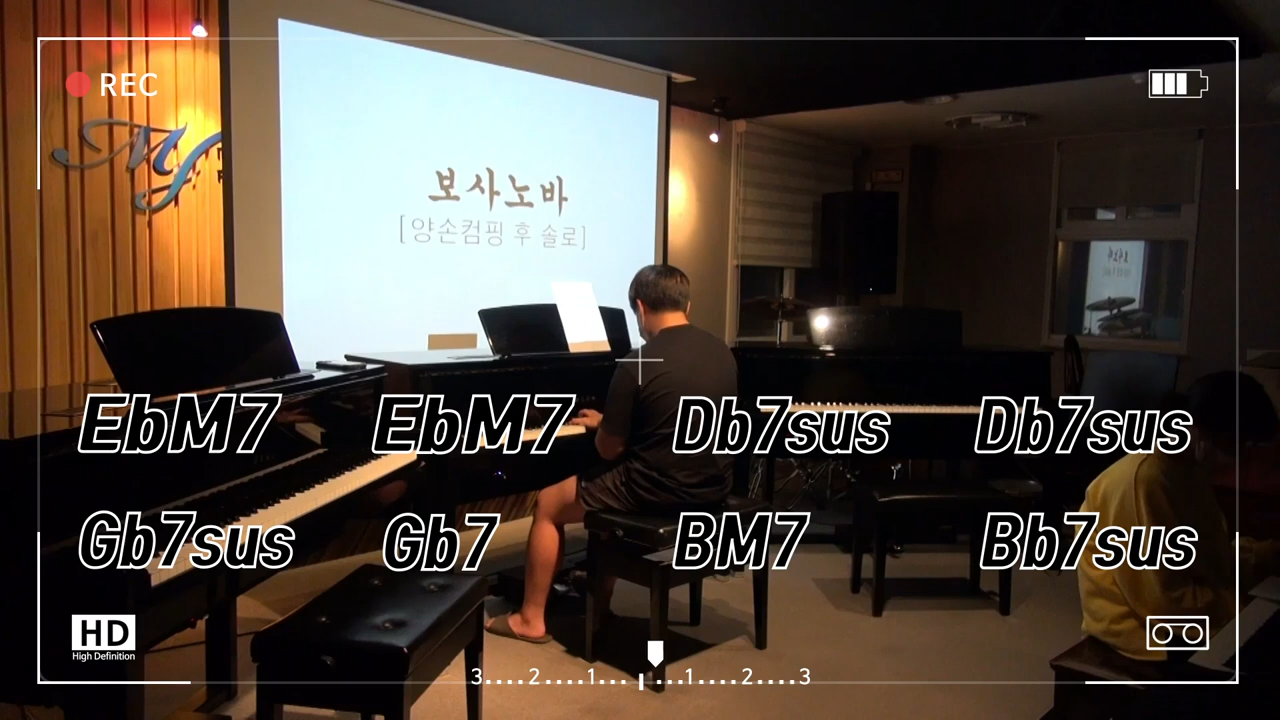 REC
My
보사노바
[양손컴핑 후 솔로]
EbM7 EbM7 Db7sus Db7sus
Gb7sus Gb7 BM7 Bb7sus
HD
High Definition
3....2....1... ...1....2....3